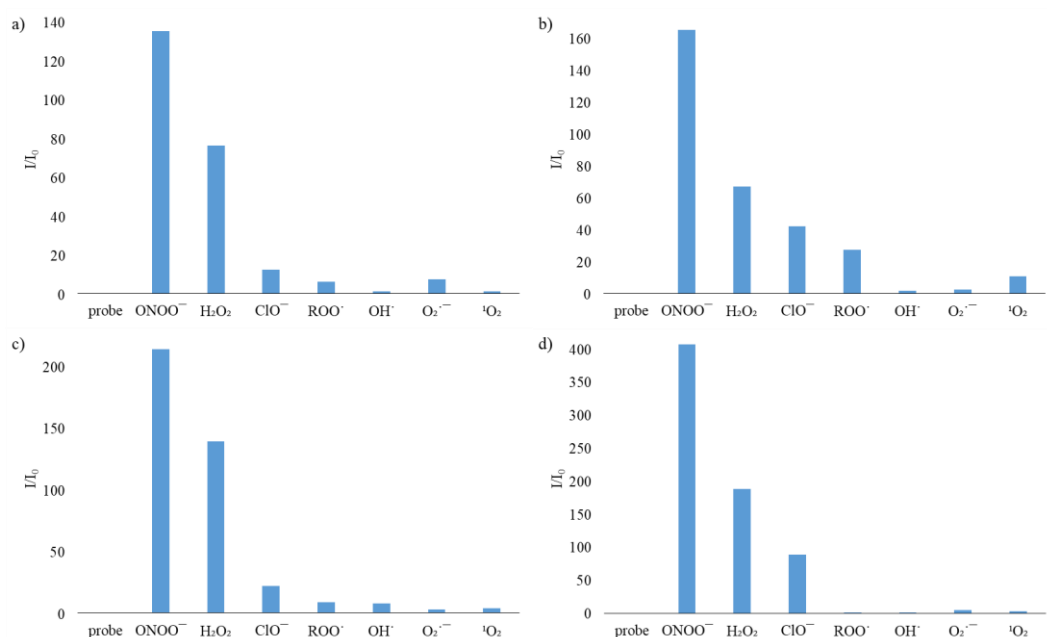 a)
I/I₀
140
120
100
80
60
40
20
0
probe ONOO⁻ H₂O₂ ClO⁻ ROO· OH· O₂·⁻ ¹O₂
b)
I/I₀
160
140
120
100
80
60
40
20
0
probe ONOO⁻ H₂O₂ ClO⁻ ROO· OH· O₂·⁻ ¹O₂
c)
I/I₀
200
150
100
50
0
probe ONOO⁻ H₂O₂ ClO⁻ ROO· OH· O₂·⁻ ¹O₂
d)
I/I₀
400
350
300
250
200
150
100
50
0
probe ONOO⁻ H₂O₂ ClO⁻ ROO· OH· O₂·⁻ ¹O₂